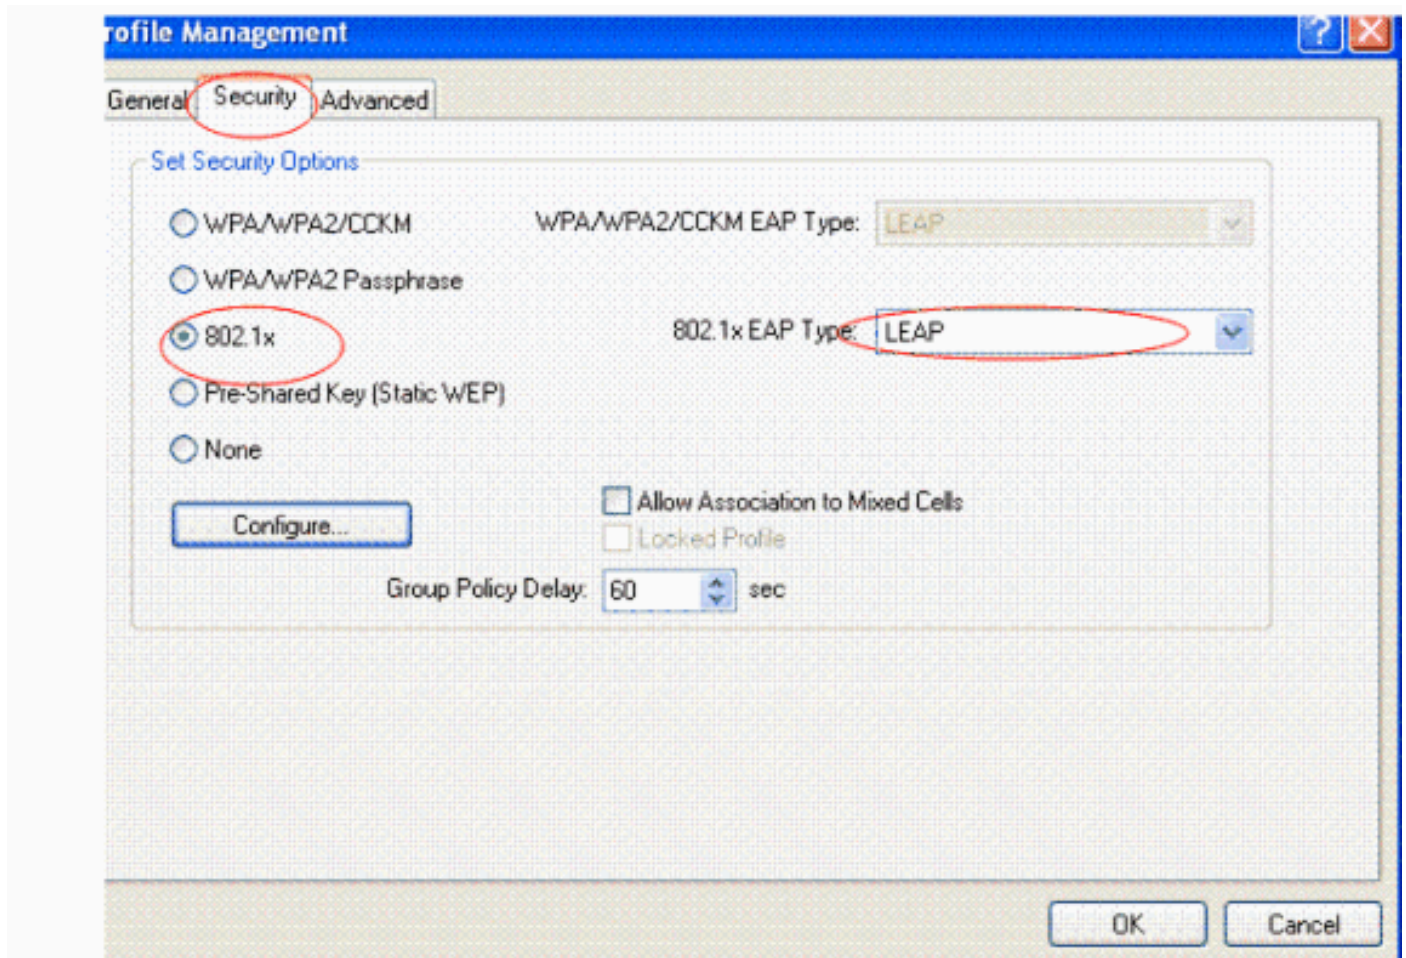 rofile Management
General Security Advanced
Set Security Options
WPA/WPA2/CCKM WPA/WPA2/CCKM EAP Type: LEAP
WPA/WPA2 Passphrase
802.1x 802.1x EAP Type: LEAP
Pre-Shared Key (Static WEP)
None
Allow Association to Mixed Cells
Configure... Locked Profile
Group Policy Delay: 60 sec
OK Cancel